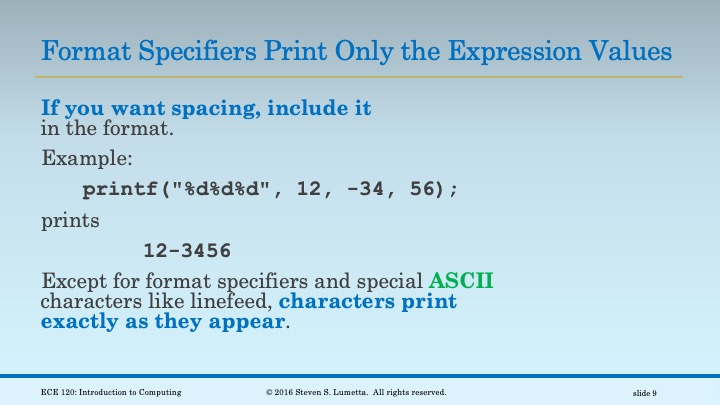 Format Specifiers Print Only the Expression Values
If you want spacing, include it
in the format.
Example:
printf("%d%d%d", 12, -34, 56);
prints
12-3456
Except for format specifiers and special ASCII
characters like linefeed, characters print
exactly as they appear.
ECE 120: Introduction to Computing © 2016 Steven S. Lumetta. All rights reserved. slide 9